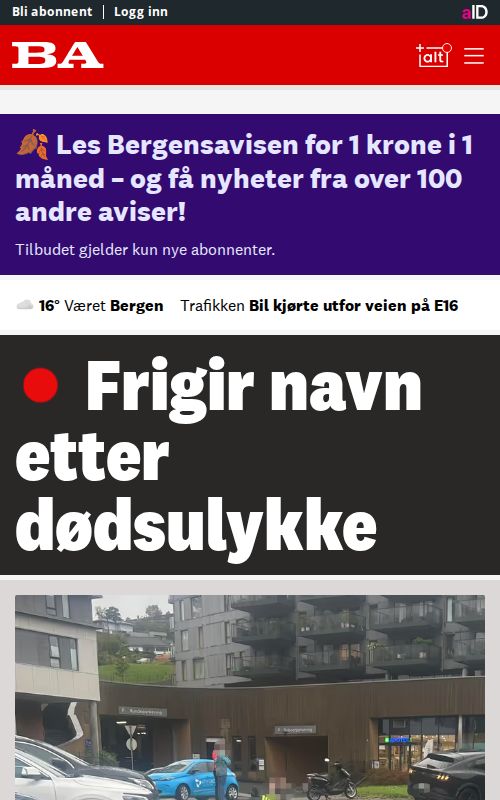 Bli abonnent | Logg inn aID
BA +alt
🍂 Les Bergensavisen for 1 krone i 1
måned – og få nyheter fra over 100
andre aviser!
Tilbudet gjelder kun nye abonnenter.
16° Været Bergen Trafikken Bil kjørte utfor veien på E16
Frigir navn
etter
dødsulykke